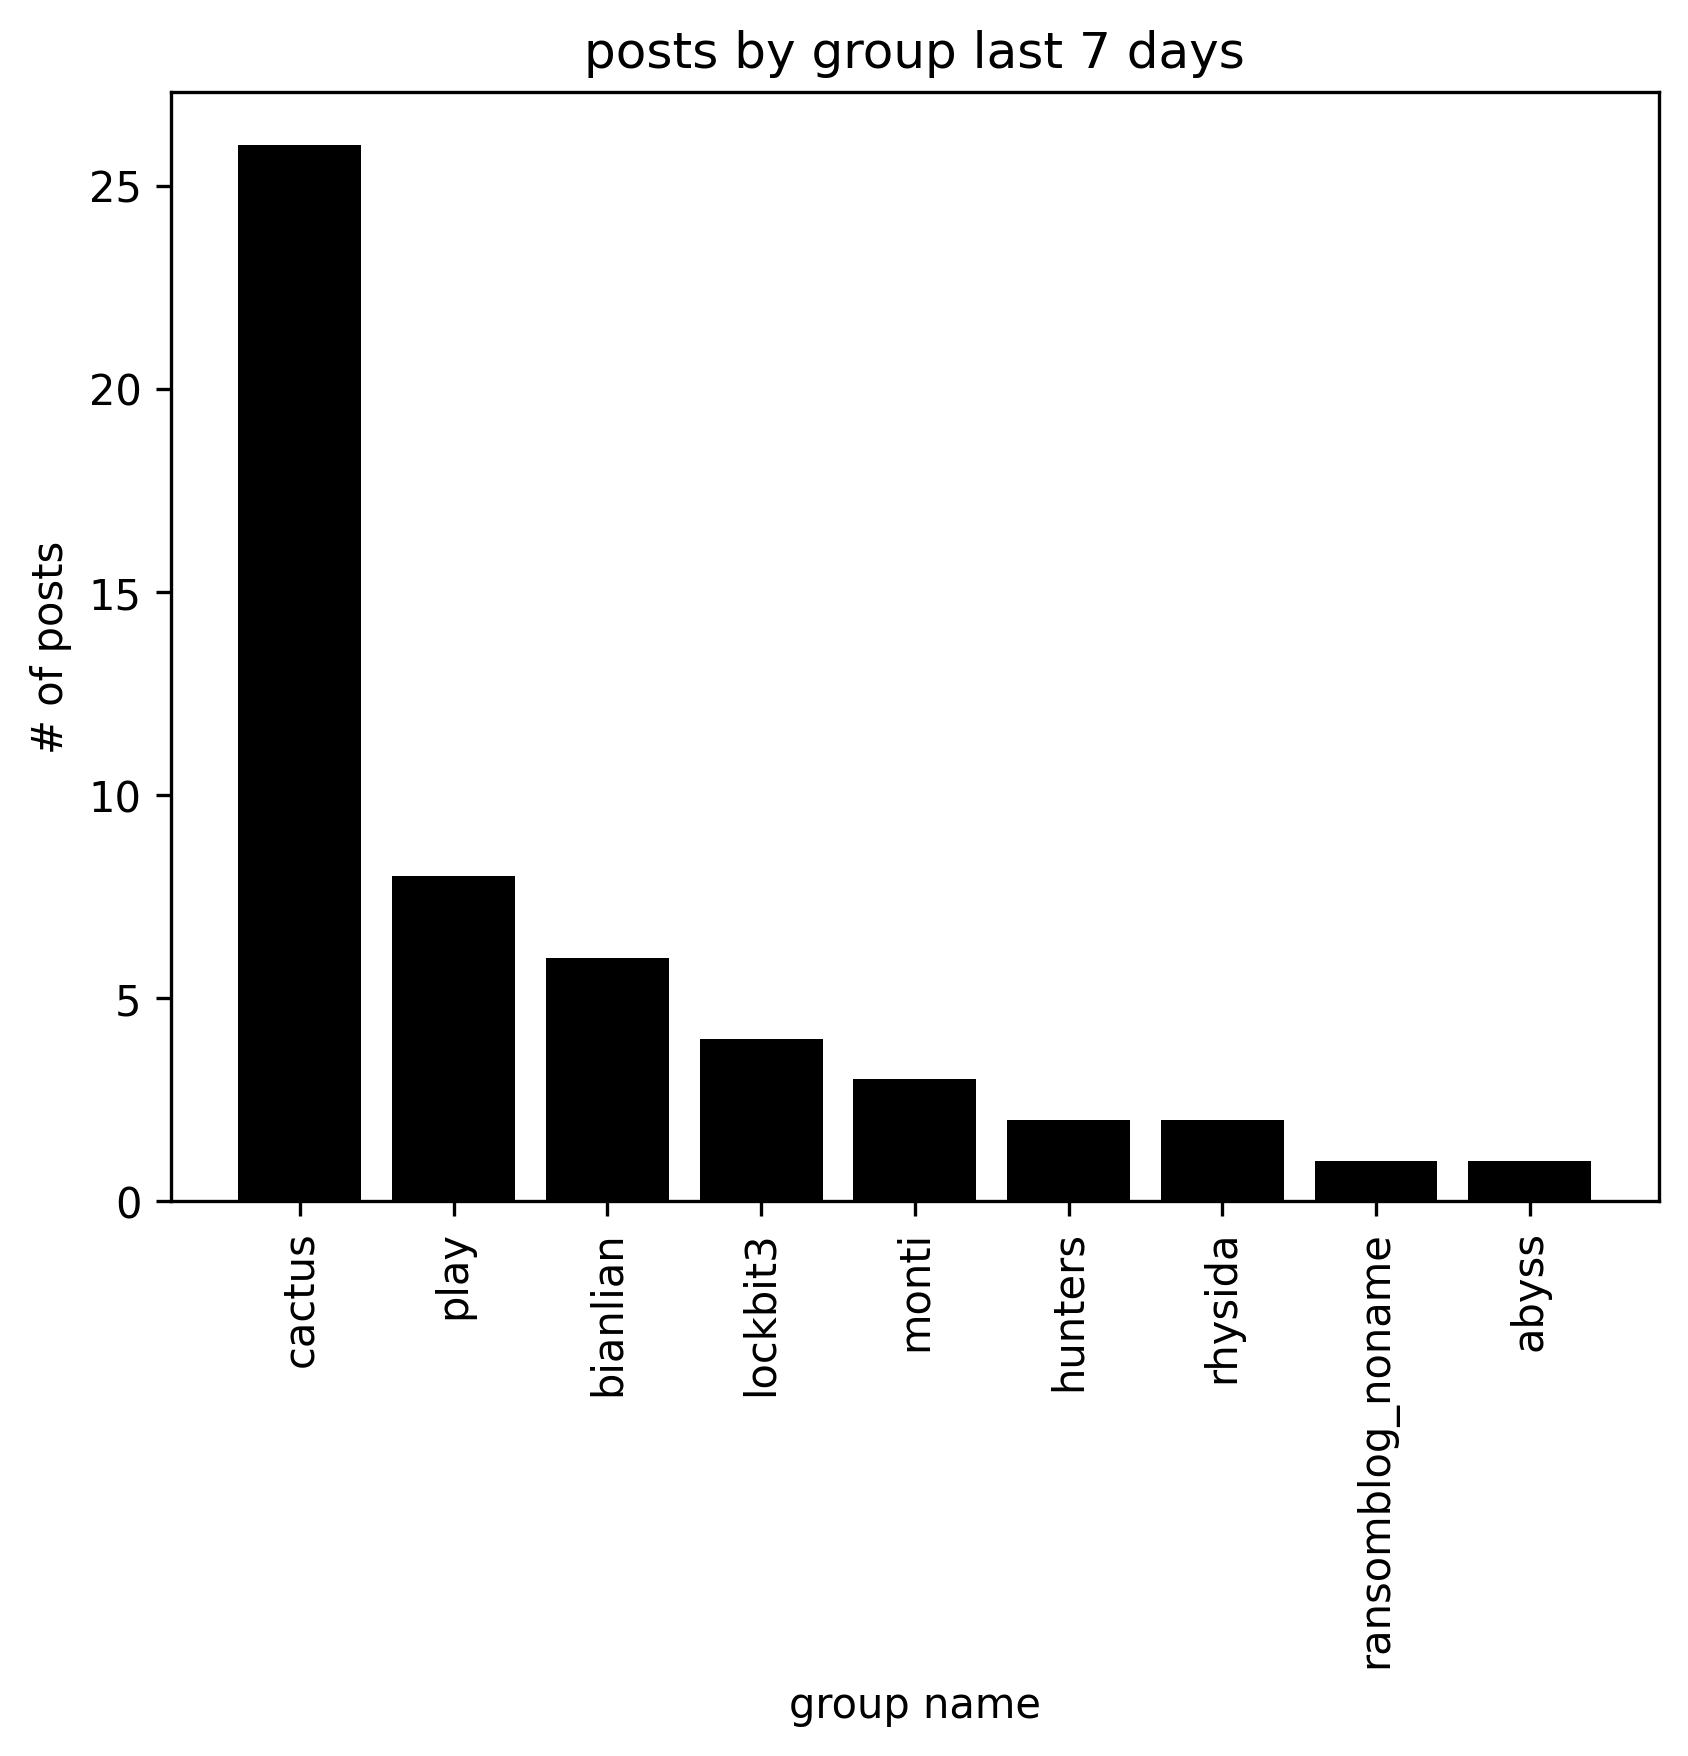 posts by group last 7 days
# of posts
25
20
15
10
5
0
cactus
play
bianlian
lockbit3
monti
hunters
rhysida
ransomblog_noname
abyss
group name